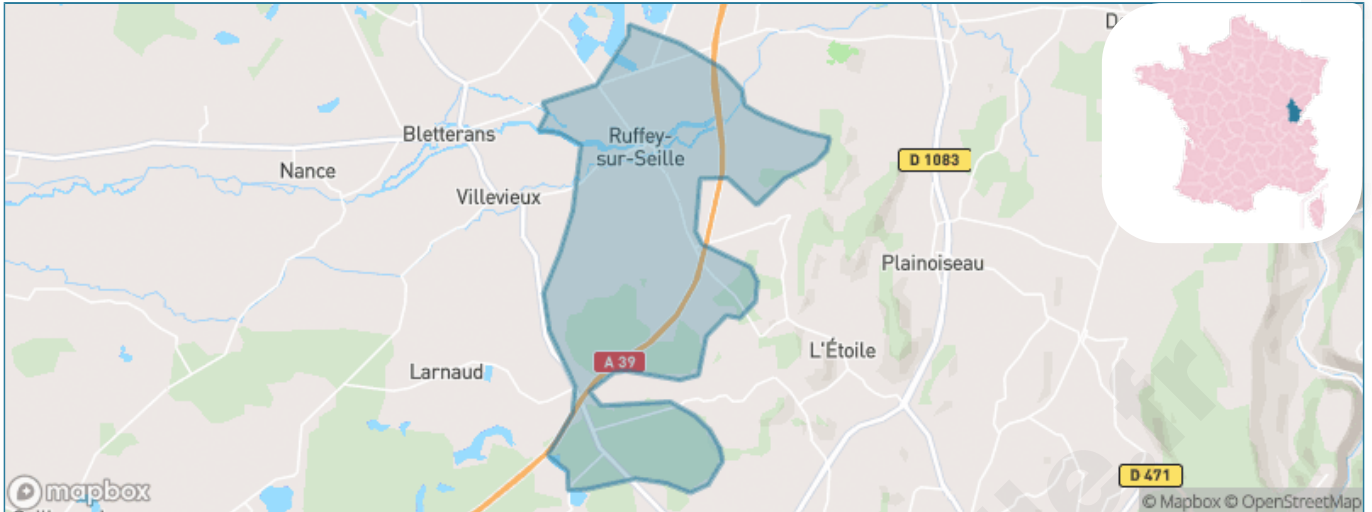 Bletterans
Ruffey-
sur-Seille
D 1083
Nance
Villevieux
Plainoiseau
L'Étoile
A 39
Larnaud
D 471
mapbox
© Mapbox © OpenStreetMap